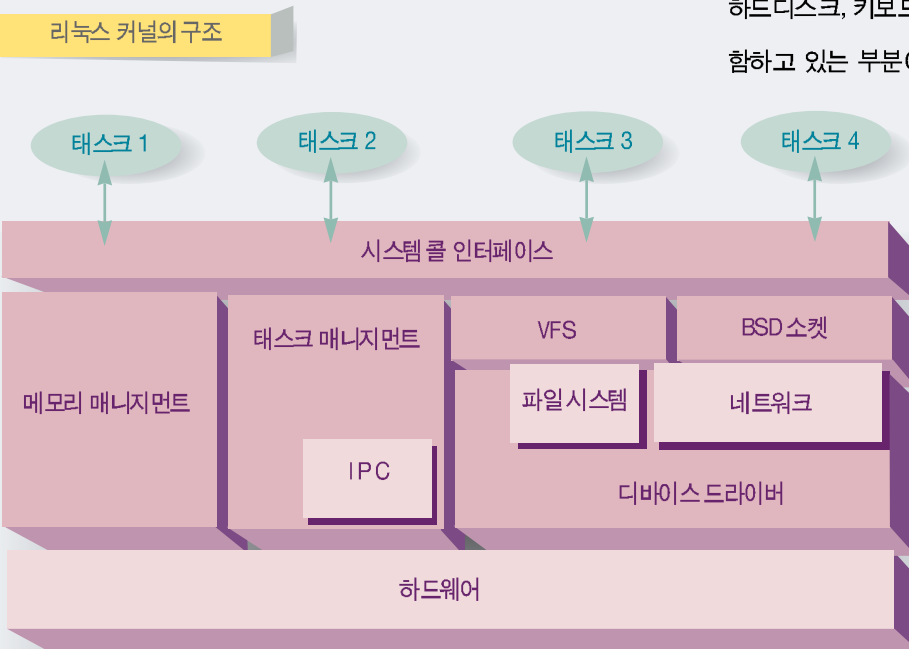 하드디스크, 키보드
함하고 있는 부분이
리눅스 커널의 구조
태스크 1
태스크 2
태스크 3
태스크 4
시스템 콜 인터페이스
메모리 매니지먼트
태스크 매니지먼트
VFS
BSD 소켓
파일 시스템
네트워크
IPC
디바이스 드라이버
하드웨어